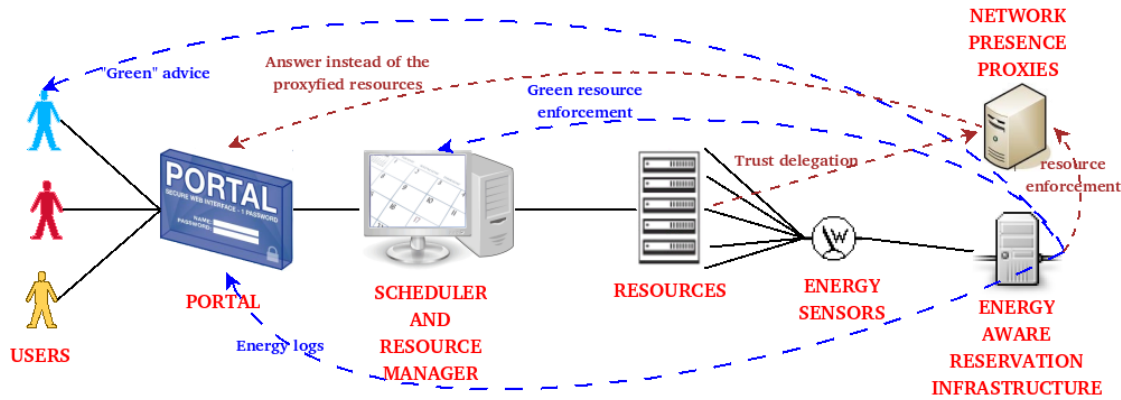 NETWORK
PRESENCE
PROXIES
"Green" advice
Answer instead of the
proxyfied resources
Green resource
enforcement
Trust delegation
resource
enforcement
PORTAL
SECURE WEB INTERFACE - 1 PASSWORD
NAME:
PASSWORD:
W
USERS
PORTAL
SCHEDULER
AND
RESOURCE
MANAGER
RESOURCES
ENERGY
SENSORS
ENERGY
AWARE
RESERVATION
INFRASTRUCTURE
Energy logs